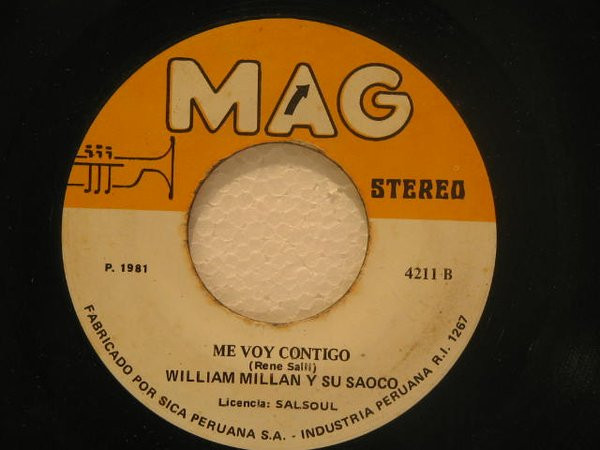 MAG
STEREO
P. 1981
4211 B
ME VOY CONTIGO
(Rene Salli)
WILLIAM MILLAN Y SU SAOCO
Licencia: SALSOUL
FABRICADO POR SICA PERUANA S.A. - INDUSTRIA PERUANA R.I. 1267